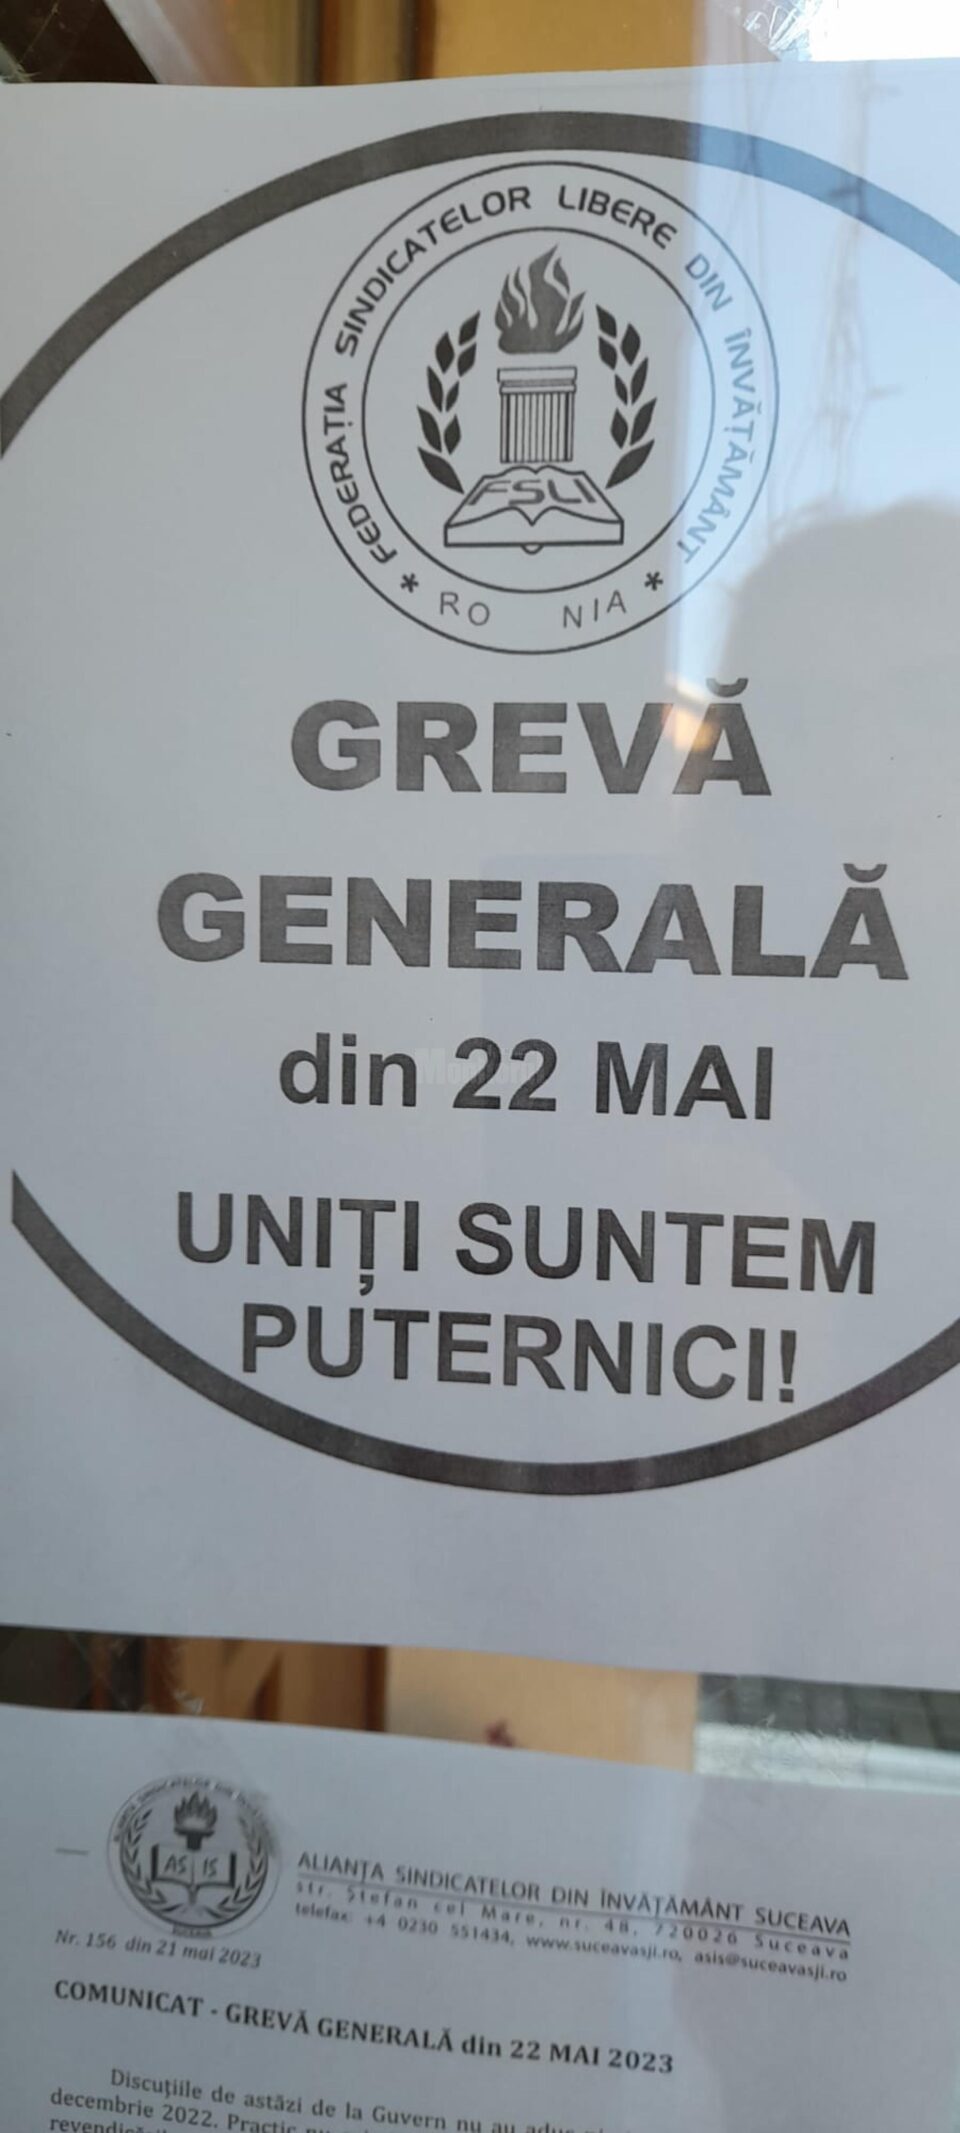 FEDERAȚIA SINDICATELOR LIBERE DIN ÎNVĂȚĂMÂNT
FSLI
* RO NIA *
GREVĂ
GENERALĂ
din 22 MAI
UNIȚI SUNTEM
PUTERNICI!
AS IS
ALIANȚA SINDICATELOR DIN ÎNVĂȚĂMÂNT SUCEAVA
str. Ștefan cel Mare, nr. 48, 720026 Suceava
telefax: +4 0230 551434, www.suceavasji.ro, asis@suceavasji.ro
Nr. 156 din 21 mai 2023
COMUNICAT - GREVĂ GENERALĂ din 22 MAI 2023
Discuțiile de astăzi de la Guvern nu au
decembrie 2022. Practic